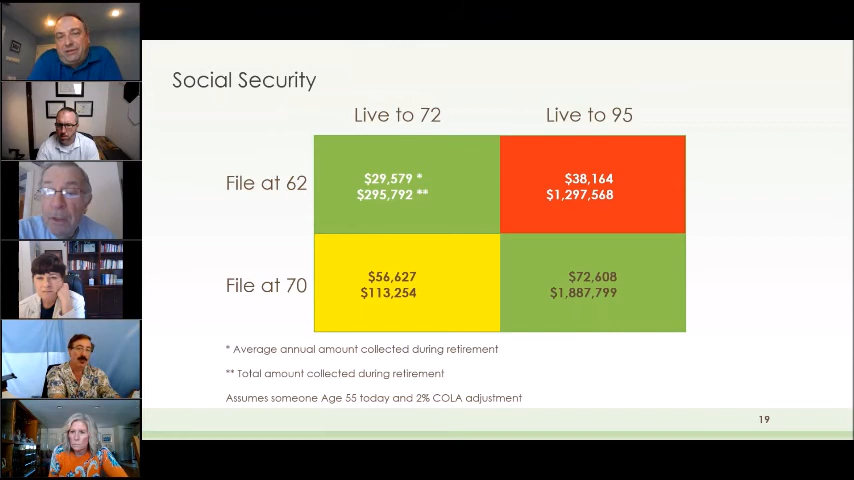 Social Security
Live to 72 Live to 95
File at 62
$29,579 * $38,164
$295,792 ** $1,297,568
File at 70
$56,627 $72,608
$113,254 $1,887,799
* Average annual amount collected during retirement
** Total amount collected during retirement
Assumes someone Age 55 today and 2% COLA adjustment
19